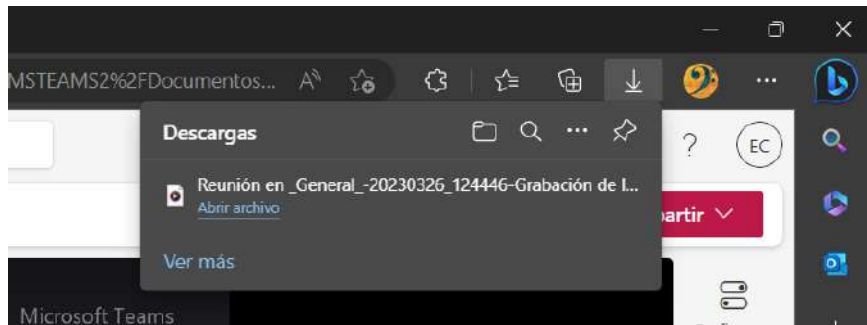 MSTEAMS2%2FDocumentos...
Descargas
Reunión en _General_-20230326_124446-Grabación de l...
Abrir archivo
Ver más
?
EC
artir
Microsoft Teams